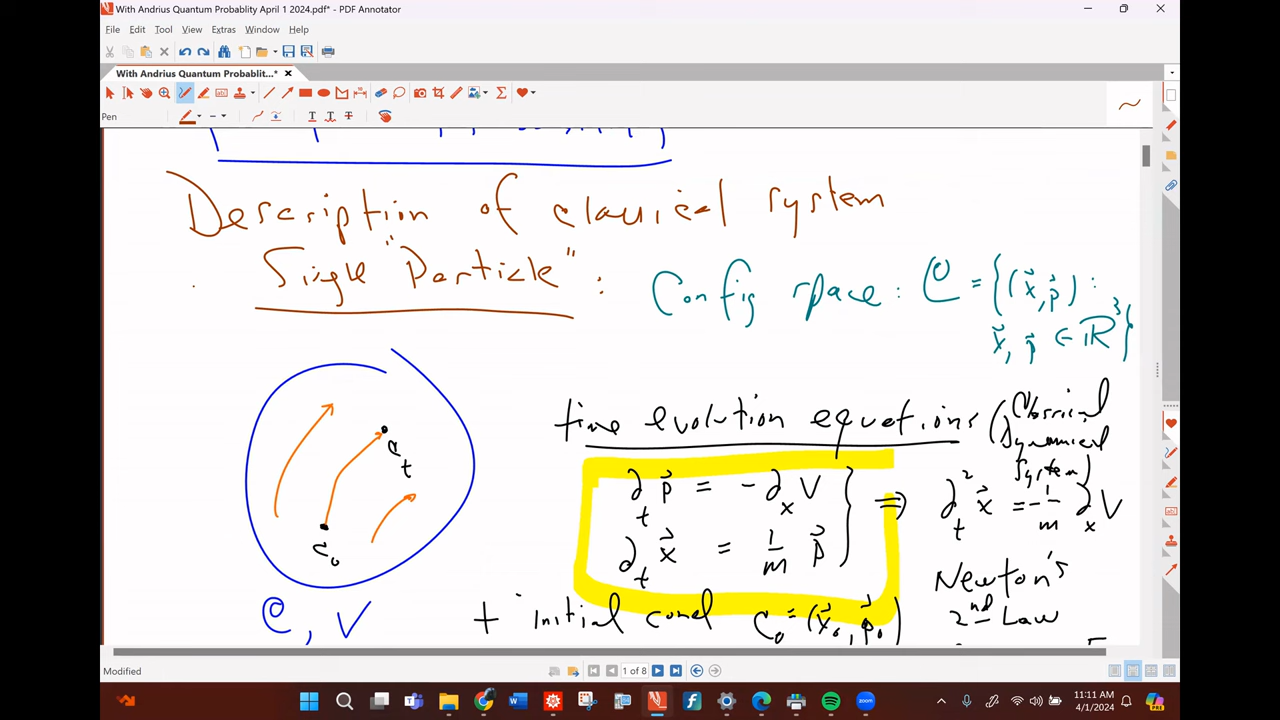 With Andrius Quantum Probablity April 1 2024.pdf* - PDF Annotator
File Edit Tool View Extras Window Help
With Andrius Quantum Probablit...*
Pen
Description of classical system
Single "Particle" :
Config space : C = {(x⃗, p⃗) :
x⃗, p⃗ ∈ ℝ³}
time evolution equations (Classical
Dynamical
System)
∂ₜ p⃗ = - ∂ₓ V
∂ₜ x⃗ = 1/m p⃗
⇒ ∂ₜ² x⃗ = - 1/m ∂ₓ V
Newton's
2nd Law
cₜ
c₀
C, V
+ initial cond c₀ = (x⃗₀, p⃗₀)
Modified
1 of 8
11:11 AM
4/1/2024